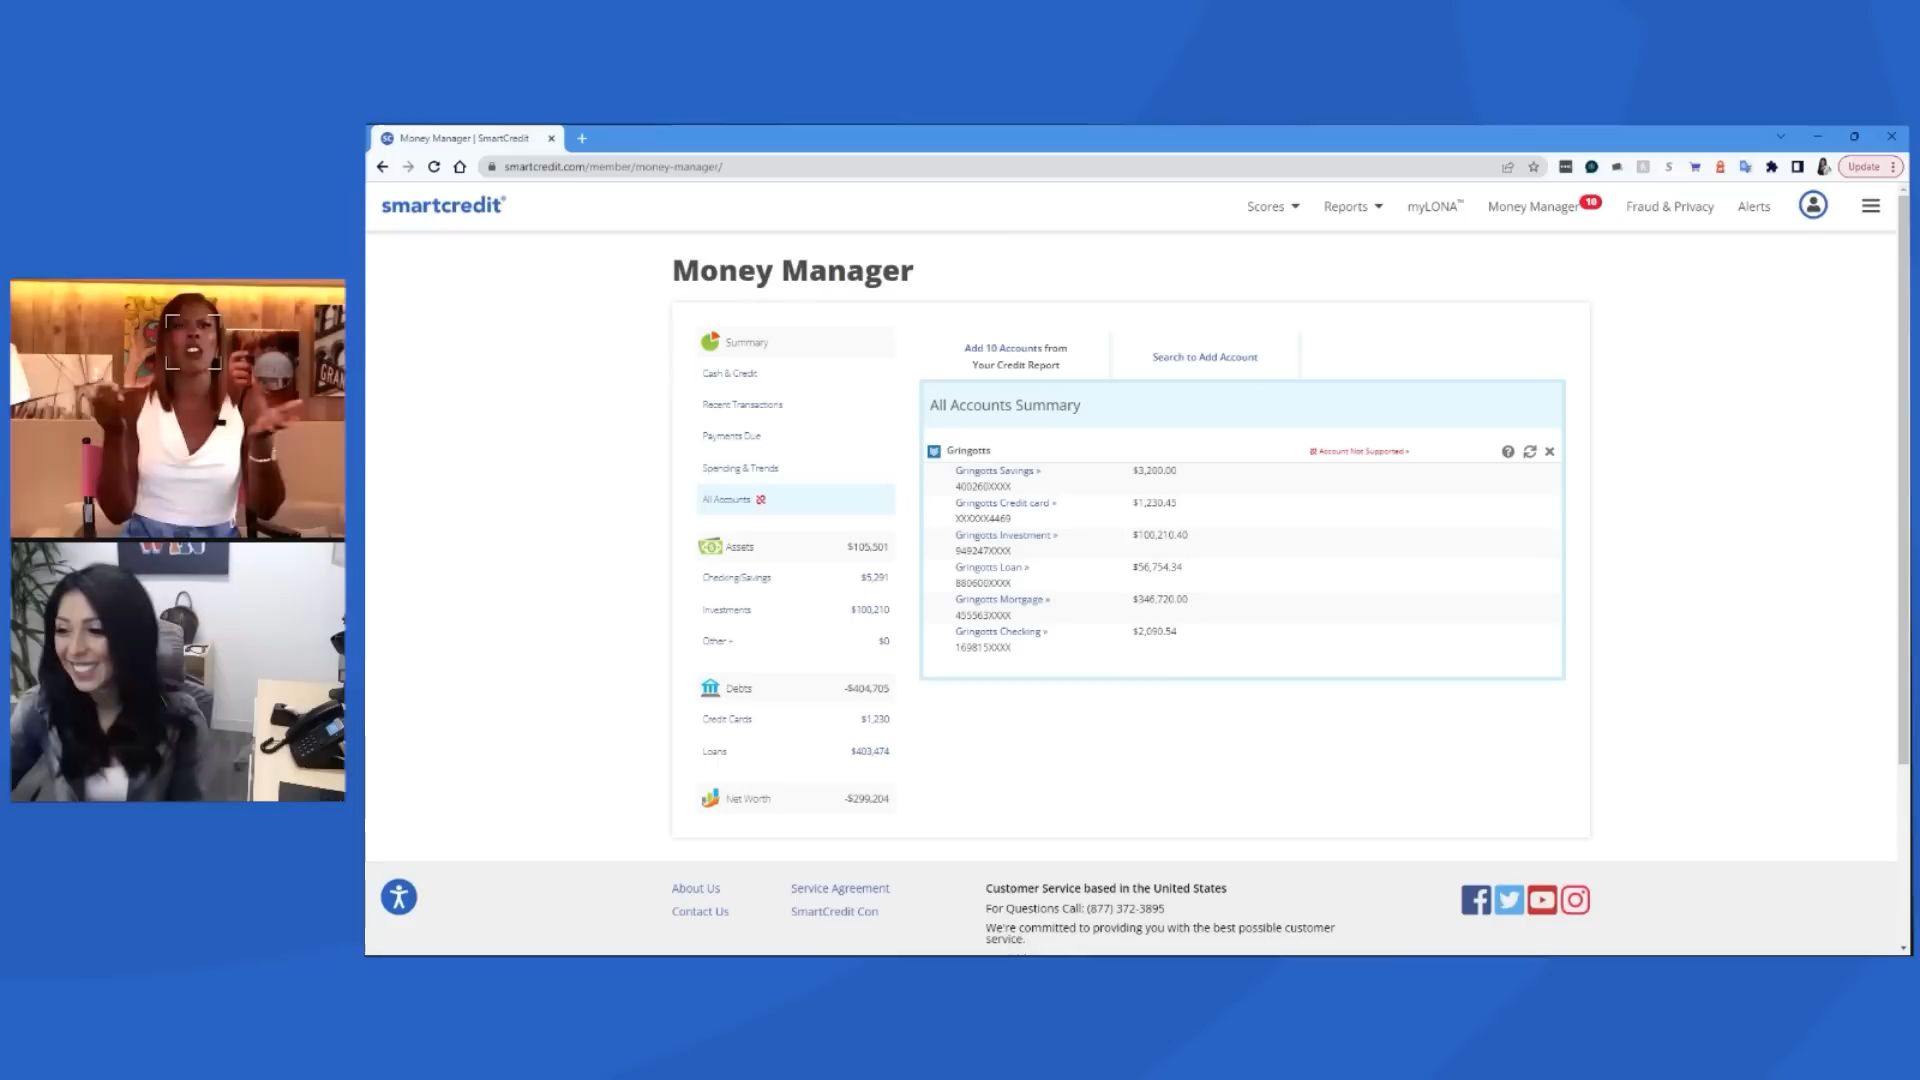 Money Manager | SmartCredit
smartcredit.com/member/money-manager/
Update
smartcredit®
Scores
Reports
myLONA™
Money Manager 10
Fraud & Privacy
Alerts
Money Manager
Summary
Cash & Credit
Recent Transactions
Payments Due
Spending & Trends
All Accounts
Assets $105,501
Checking/Savings $5,291
Investments $100,210
Other - $0
Debts -$404,705
Credit Cards $1,230
Loans $403,474
Net Worth -$299,204
Add 10 Accounts from
Your Credit Report
Search to Add Account
All Accounts Summary
Gringotts Account Not Supported »
Gringotts Savings » $3,200.00
400260XXXX
Gringotts Credit card » $1,230.45
XXXXXX4469
Gringotts Investment » $100,210.40
949247XXXX
Gringotts Loan » $56,754.34
880600XXXX
Gringotts Mortgage » $346,720.00
455563XXXX
Gringotts Checking » $2,090.54
169815XXXX
About Us
Contact Us
Service Agreement
SmartCredit Con
Customer Service based in the United States
For Questions Call: (877) 372-3895
We're committed to providing you with the best possible customer
service.
GRAN